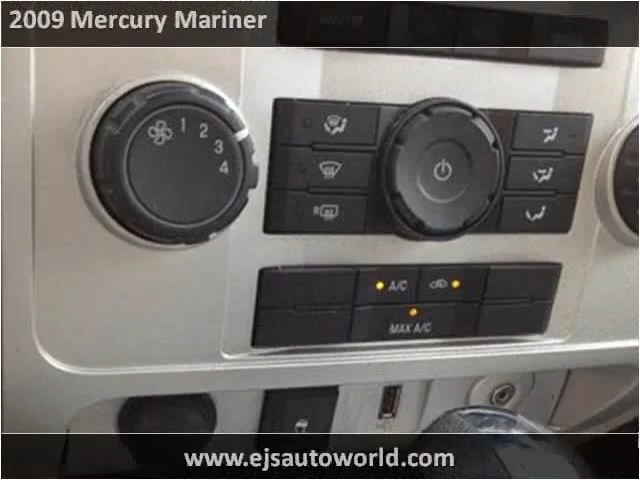 2009 Mercury Mariner
1 2 3 4
R
A/C
MAX A/C
www.ejsautoworld.com